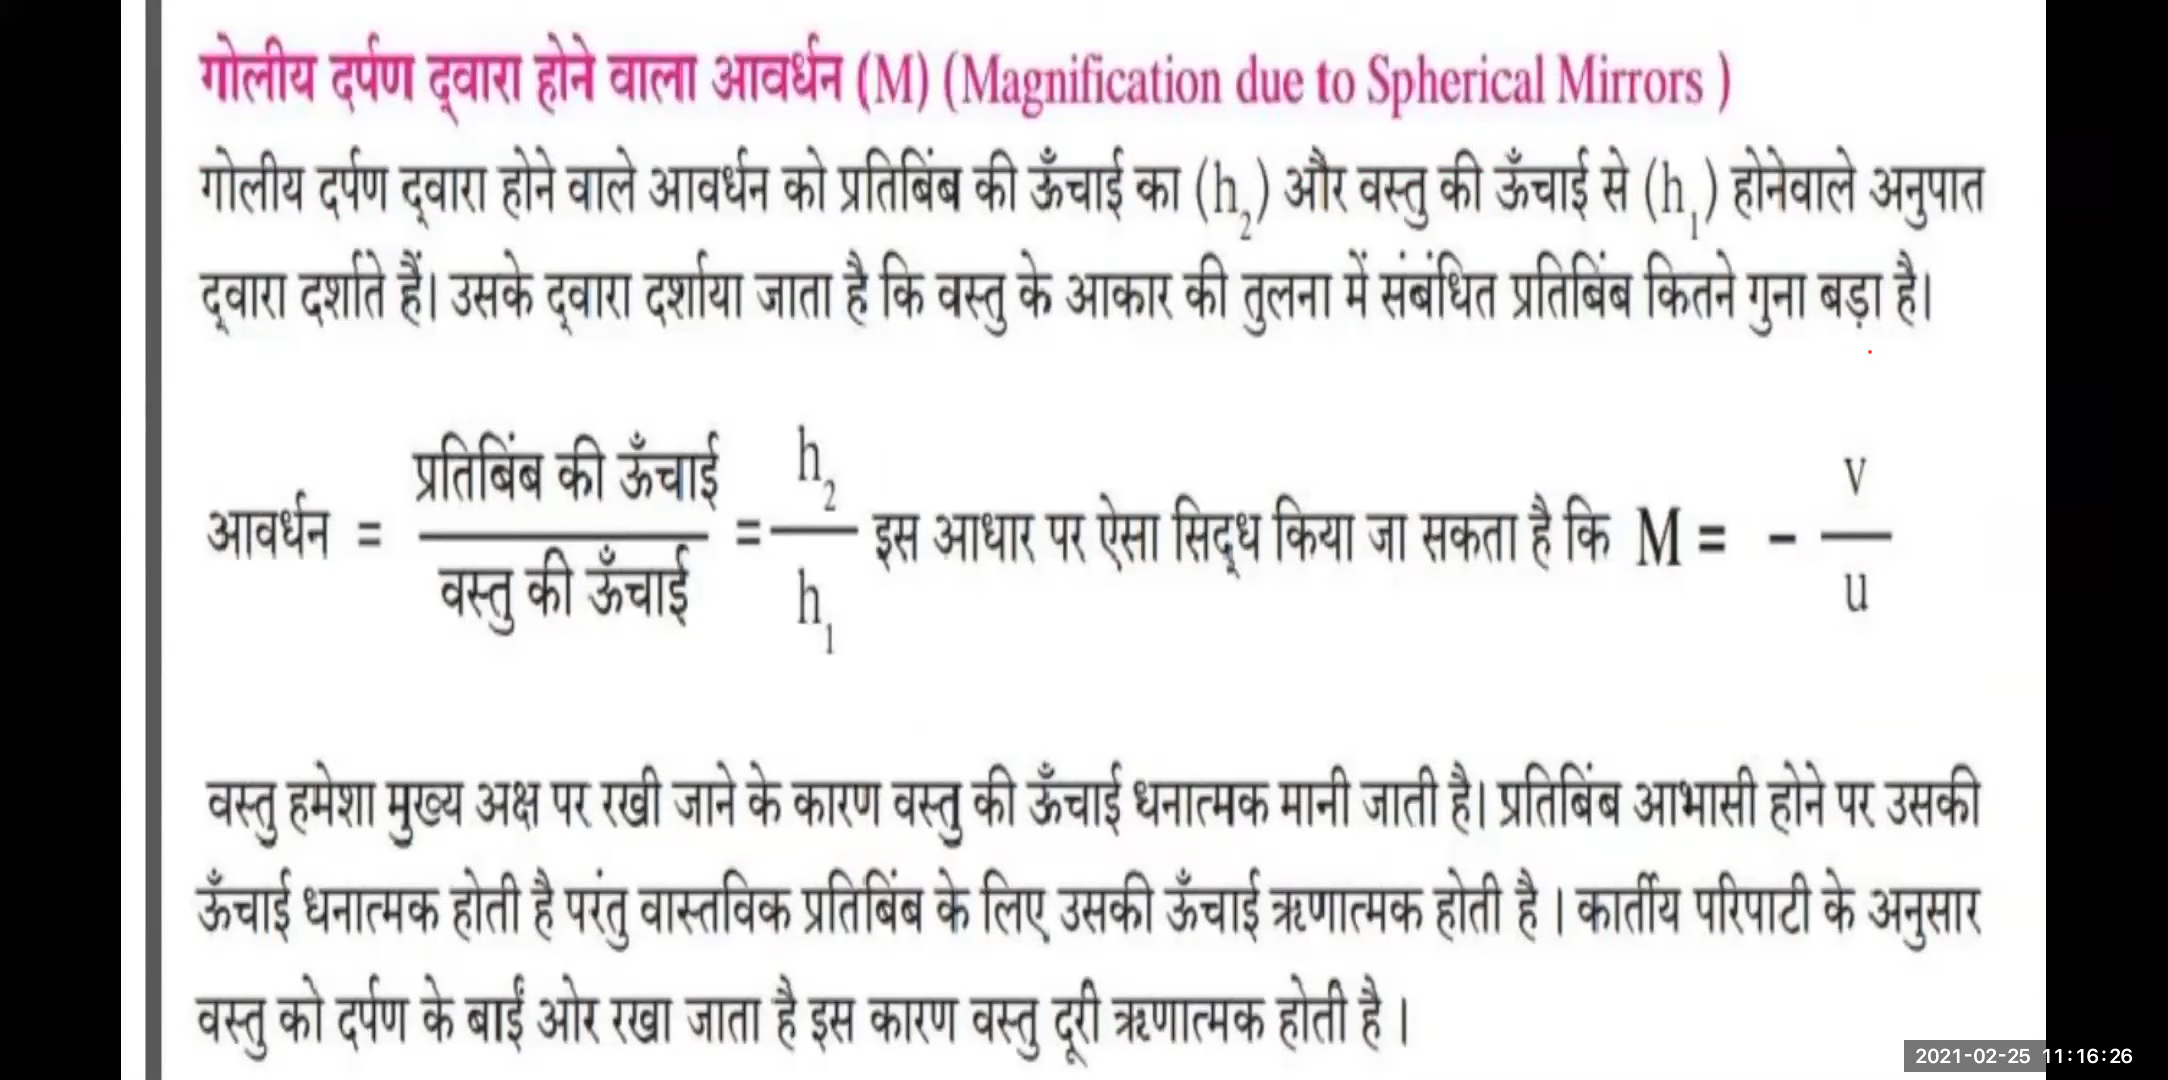 गोलीय दर्पण द्वारा होने वाला आवर्धन (M) (Magnification due to Spherical Mirrors )
गोलीय दर्पण द्वारा होने वाले आवर्धन को प्रतिबिंब की ऊँचाई का (h₂) और वस्तु की ऊँचाई से (h₁) होनेवाले अनुपात
द्वारा दर्शाते हैं। उसके द्वारा दर्शाया जाता है कि वस्तु के आकार की तुलना में संबंधित प्रतिबिंब कितने गुना बड़ा है।
आवर्धन = प्रतिबिंब की ऊँचाई / वस्तु की ऊँचाई = h₂ / h₁ इस आधार पर ऐसा सिद्ध किया जा सकता है कि M = - v / u
वस्तु हमेशा मुख्य अक्ष पर रखी जाने के कारण वस्तु की ऊँचाई धनात्मक मानी जाती है। प्रतिबिंब आभासी होने पर उसकी
ऊँचाई धनात्मक होती है परंतु वास्तविक प्रतिबिंब के लिए उसकी ऊँचाई ऋणात्मक होती है । कार्तीय परिपाटी के अनुसार
वस्तु को दर्पण के बाईं ओर रखा जाता है इस कारण वस्तु दूरी ऋणात्मक होती है ।
2021-02-25 11:16:26